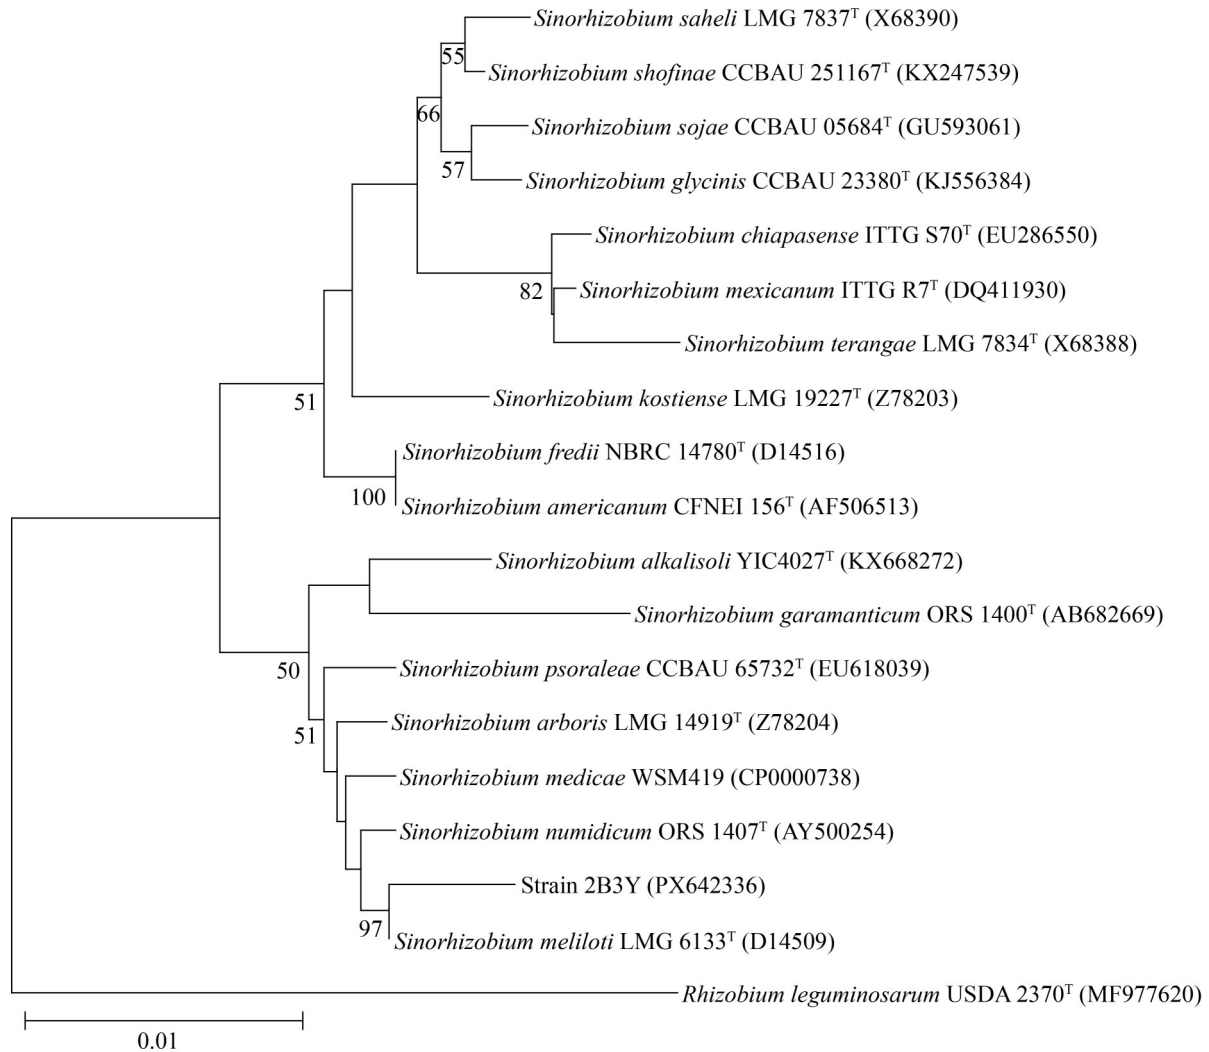 Sinorhizobium saheli LMG 7837ᵀ (X68390)
55
Sinorhizobium shofinae CCBAU 251167ᵀ (KX247539)
66
Sinorhizobium sojae CCBAU 05684ᵀ (GU593061)
57
Sinorhizobium glycinis CCBAU 23380ᵀ (KJ556384)
Sinorhizobium chiapasense ITTG S70ᵀ (EU286550)
82
Sinorhizobium mexicanum ITTG R7ᵀ (DQ411930)
Sinorhizobium terangae LMG 7834ᵀ (X68388)
51
Sinorhizobium kostiense LMG 19227ᵀ (Z78203)
Sinorhizobium fredii NBRC 14780ᵀ (D14516)
100
Sinorhizobium americanum CFNEI 156ᵀ (AF506513)
Sinorhizobium alkalisoli YIC4027ᵀ (KX668272)
Sinorhizobium garamanticum ORS 1400ᵀ (AB682669)
50
Sinorhizobium psoraleae CCBAU 65732ᵀ (EU618039)
51
Sinorhizobium arboris LMG 14919ᵀ (Z78204)
Sinorhizobium medicae WSM419 (CP0000738)
Sinorhizobium numidicum ORS 1407ᵀ (AY500254)
Strain 2B3Y (PX642336)
97
Sinorhizobium meliloti LMG 6133ᵀ (D14509)
Rhizobium leguminosarum USDA 2370ᵀ (MF977620)
0.01